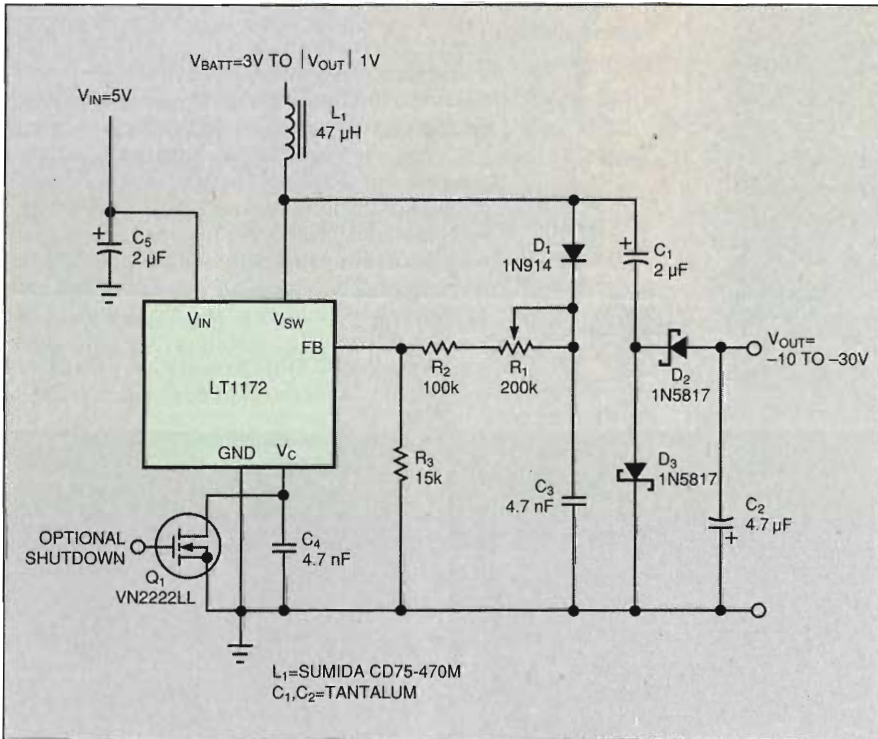 VBATT=3V TO |VOUT| 1V
VIN=5V
L1
47 µH
C5
2 µF
D1
1N914
C1
2 µF
VIN
VSW
FB
LT1172
GND
VC
R2
100k
R1
200k
D2
1N5817
VOUT=
–10 TO –30V
R3
15k
C3
4.7 nF
D3
1N5817
C2
4.7 µF
OPTIONAL
SHUTDOWN
Q1
VN2222LL
C4
4.7 nF
L1=SUMIDA CD75-470M
C1,C2=TANTALUM